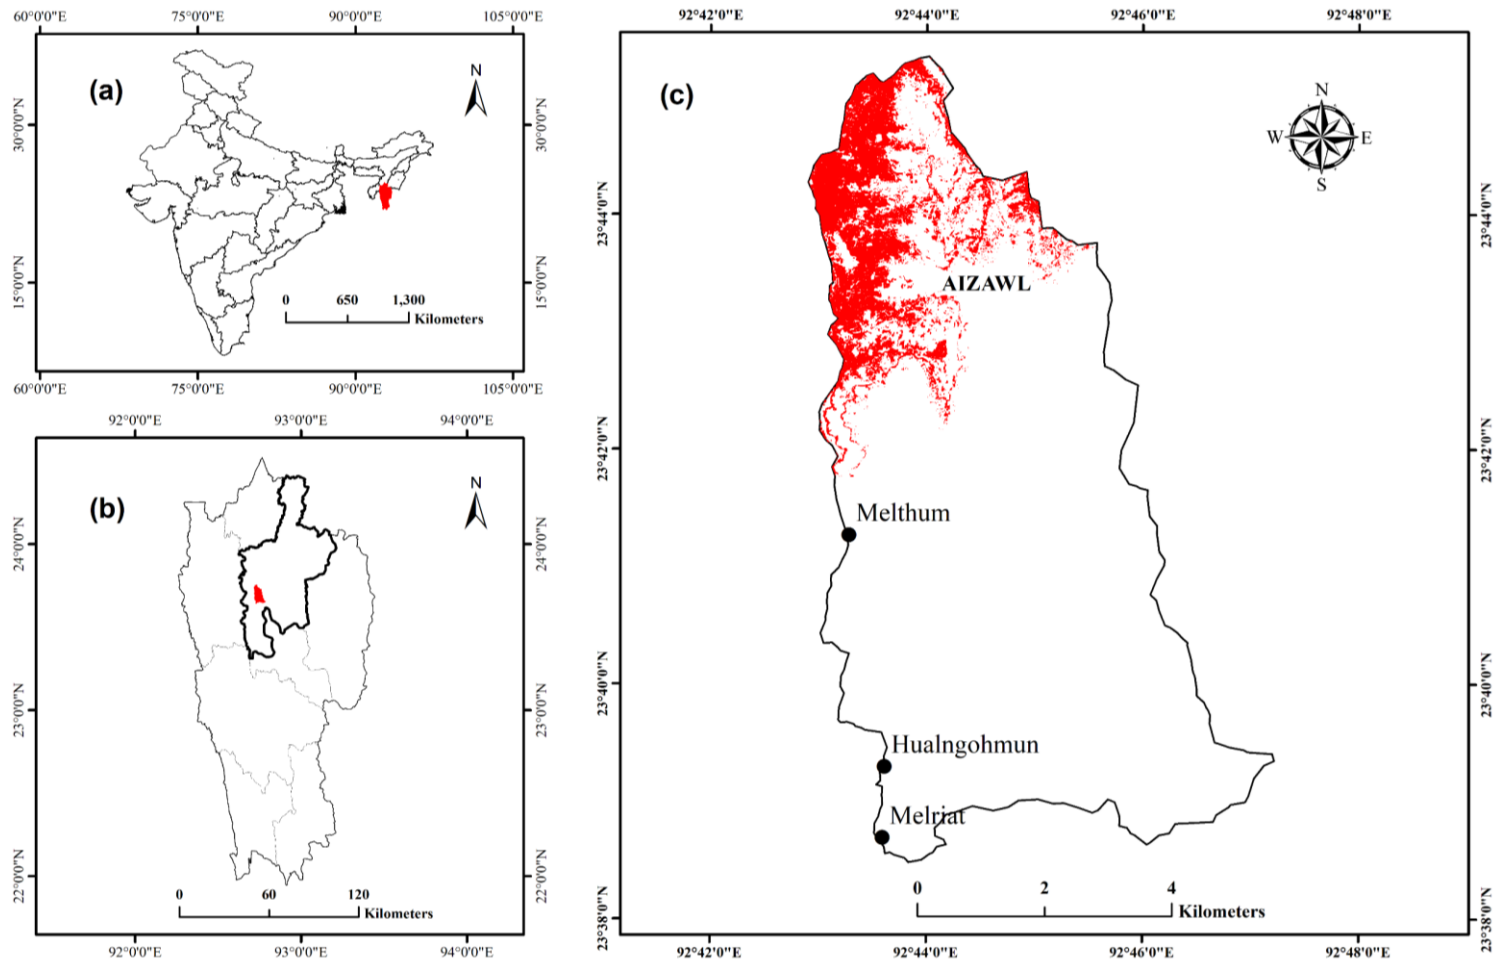 60°0'0"E 75°0'0"E 90°0'0"E 105°0'0"E
(a)
N
30°0'0"N
30°0'0"N
15°0'0"N
15°0'0"N
0 650 1,300
Kilometers
60°0'0"E 75°0'0"E 90°0'0"E 105°0'0"E
92°0'0"E 93°0'0"E 94°0'0"E
(b)
N
24°0'0"N
24°0'0"N
23°0'0"N
23°0'0"N
22°0'0"N
22°0'0"N
0 60 120
Kilometers
92°0'0"E 93°0'0"E 94°0'0"E
92°42'0"E 92°44'0"E 92°46'0"E 92°48'0"E
(c)
N
W E
S
23°44'0"N
23°44'0"N
AIZAWL
23°42'0"N
23°42'0"N
Melthum
23°40'0"N
23°40'0"N
Hualngohmun
Melriat
0 2 4
Kilometers
23°38'0"N
23°38'0"N
92°42'0"E 92°44'0"E 92°46'0"E 92°48'0"E